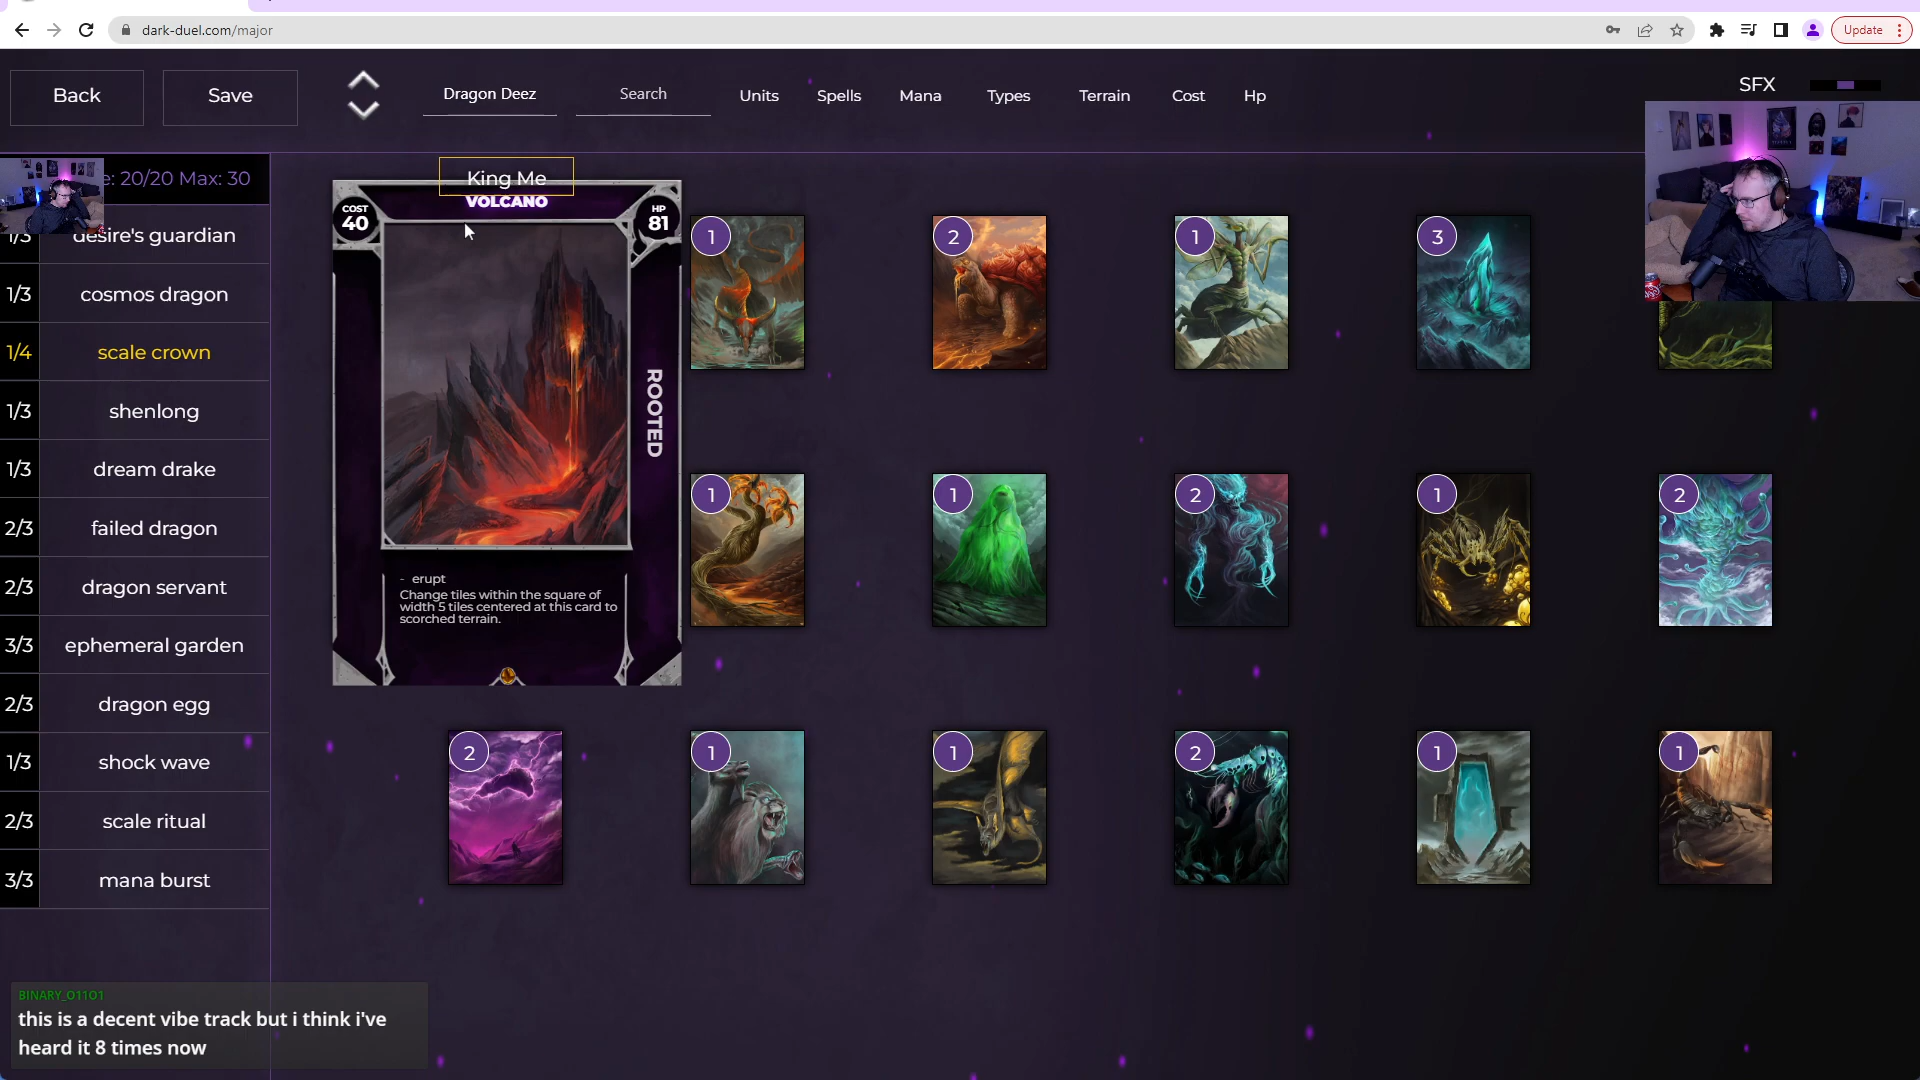 dark-duel.com/major
Update
Back
Save
Dragon Deez
Search
Units
Spells
Mana
Types
Terrain
Cost
Hp
SFX
e: 20/20 Max: 30
1/3 desire's guardian
1/3 cosmos dragon
1/4 scale crown
1/3 shenlong
1/3 dream drake
2/3 failed dragon
2/3 dragon servant
3/3 ephemeral garden
2/3 dragon egg
1/3 shock wave
2/3 scale ritual
3/3 mana burst
King Me
VOLCANO
COST
40
HP
81
ROOTED
- erupt
Change tiles within the square of
width 5 tiles centered at this card to
scorched terrain.
1
2
1
3
1
1
2
1
2
2
1
1
2
1
1
BINARY_01101
this is a decent vibe track but i think i've
heard it 8 times now